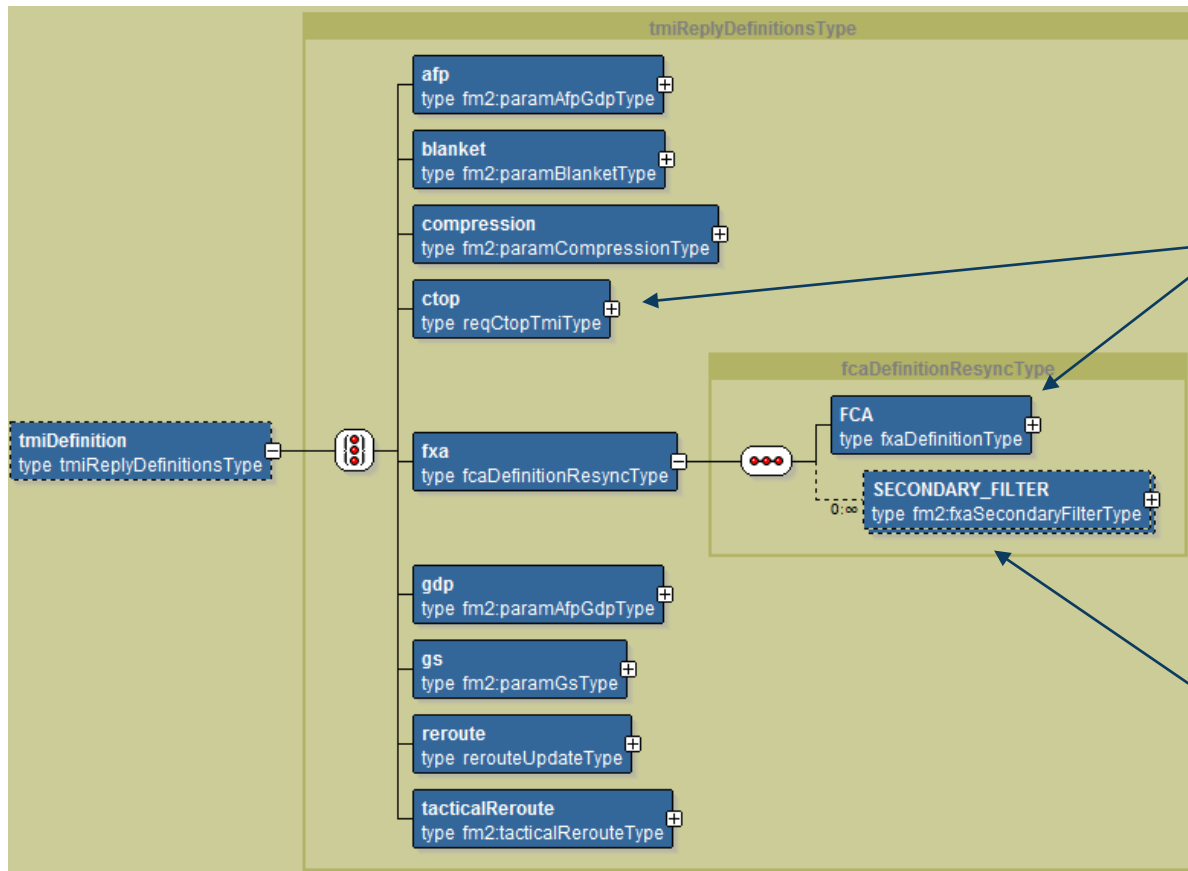 tmiReplyDefinitionsType
afp
type fm2:paramAfpGdpType
blanket
type fm2:paramBlanketType
compression
type fm2:paramCompressionType
ctop
type reqCtopTmiType
fcaDefinitionResyncType
FCA
type fxaDefinitionType
tmiDefinition
type tmiReplyDefinitionsType
fxa
type fcaDefinitionResyncType
SECONDARY_FILTER
0:∞ type fm2:fxaSecondaryFilterType
gdp
type fm2:paramAfpGdpType
gs
type fm2:paramGsType
reroute
type rerouteUpdateType
tacticalReroute
type fm2:tacticalRerouteType